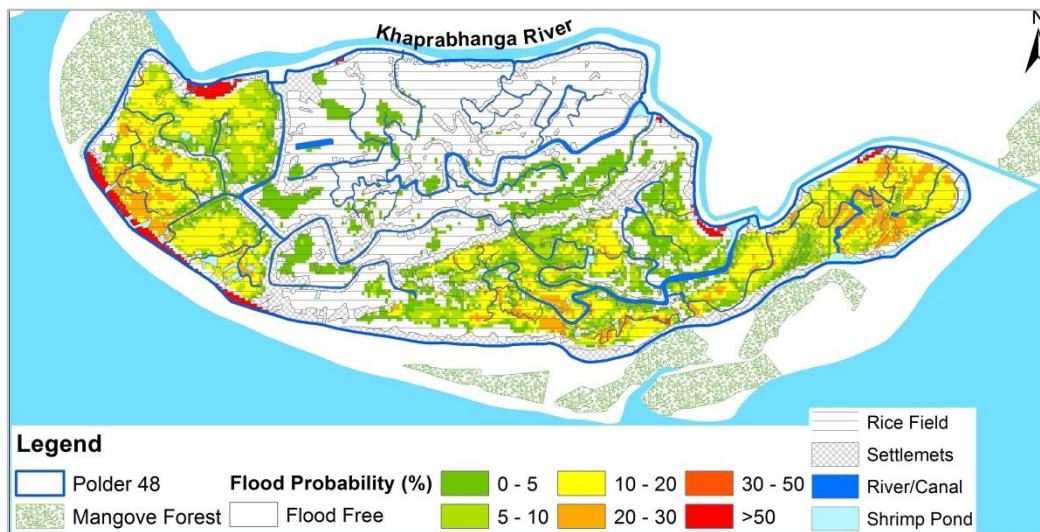 Khaprabhanga River
N
Legend
Polder 48
Mangove Forest
Flood Probability (%)
Flood Free
0 - 5
5 - 10
10 - 20
20 - 30
30 - 50
>50
Rice Field
Settlemets
River/Canal
Shrimp Pond